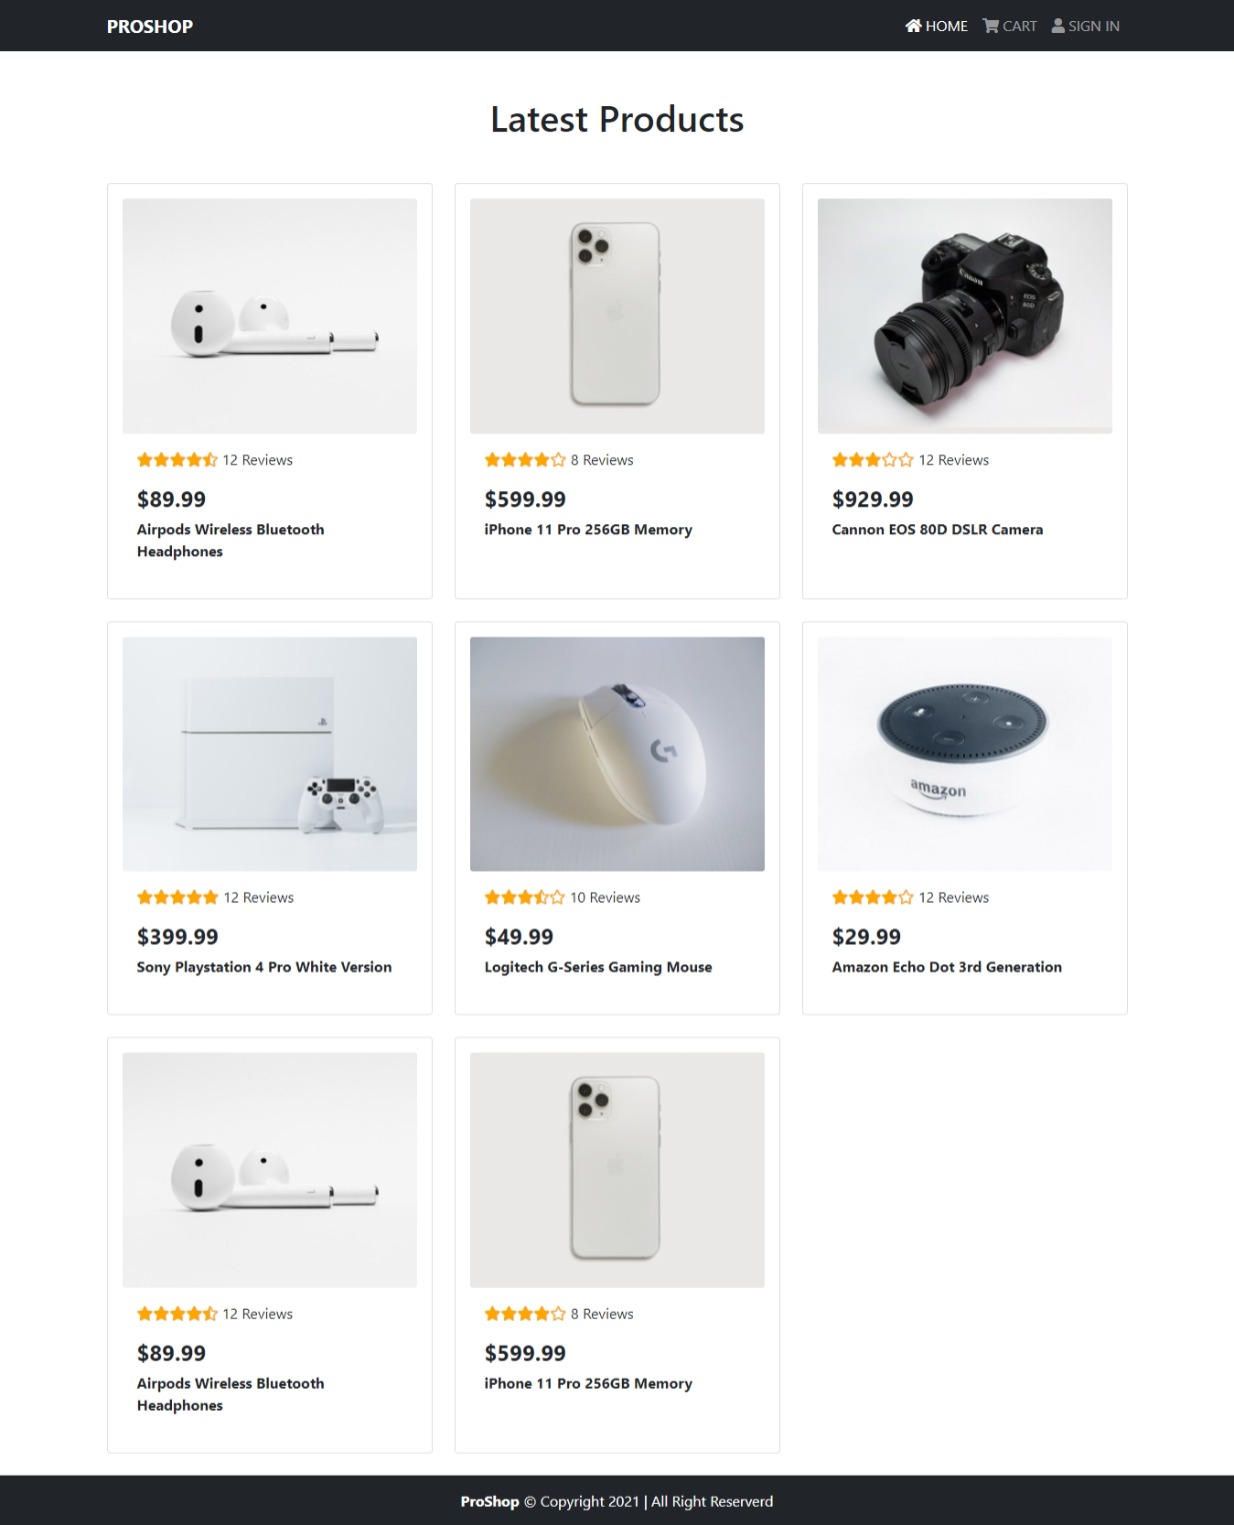 PROSHOP
HOME CART SIGN IN
Latest Products
Canon
EOS
80D
12 Reviews
$89.99
Airpods Wireless Bluetooth
Headphones
8 Reviews
$599.99
iPhone 11 Pro 256GB Memory
12 Reviews
$929.99
Cannon EOS 80D DSLR Camera
G
amazon
12 Reviews
$399.99
Sony Playstation 4 Pro White Version
10 Reviews
$49.99
Logitech G-Series Gaming Mouse
12 Reviews
$29.99
Amazon Echo Dot 3rd Generation
12 Reviews
$89.99
Airpods Wireless Bluetooth
Headphones
8 Reviews
$599.99
iPhone 11 Pro 256GB Memory
ProShop © Copyright 2021 | All Right Reserverd